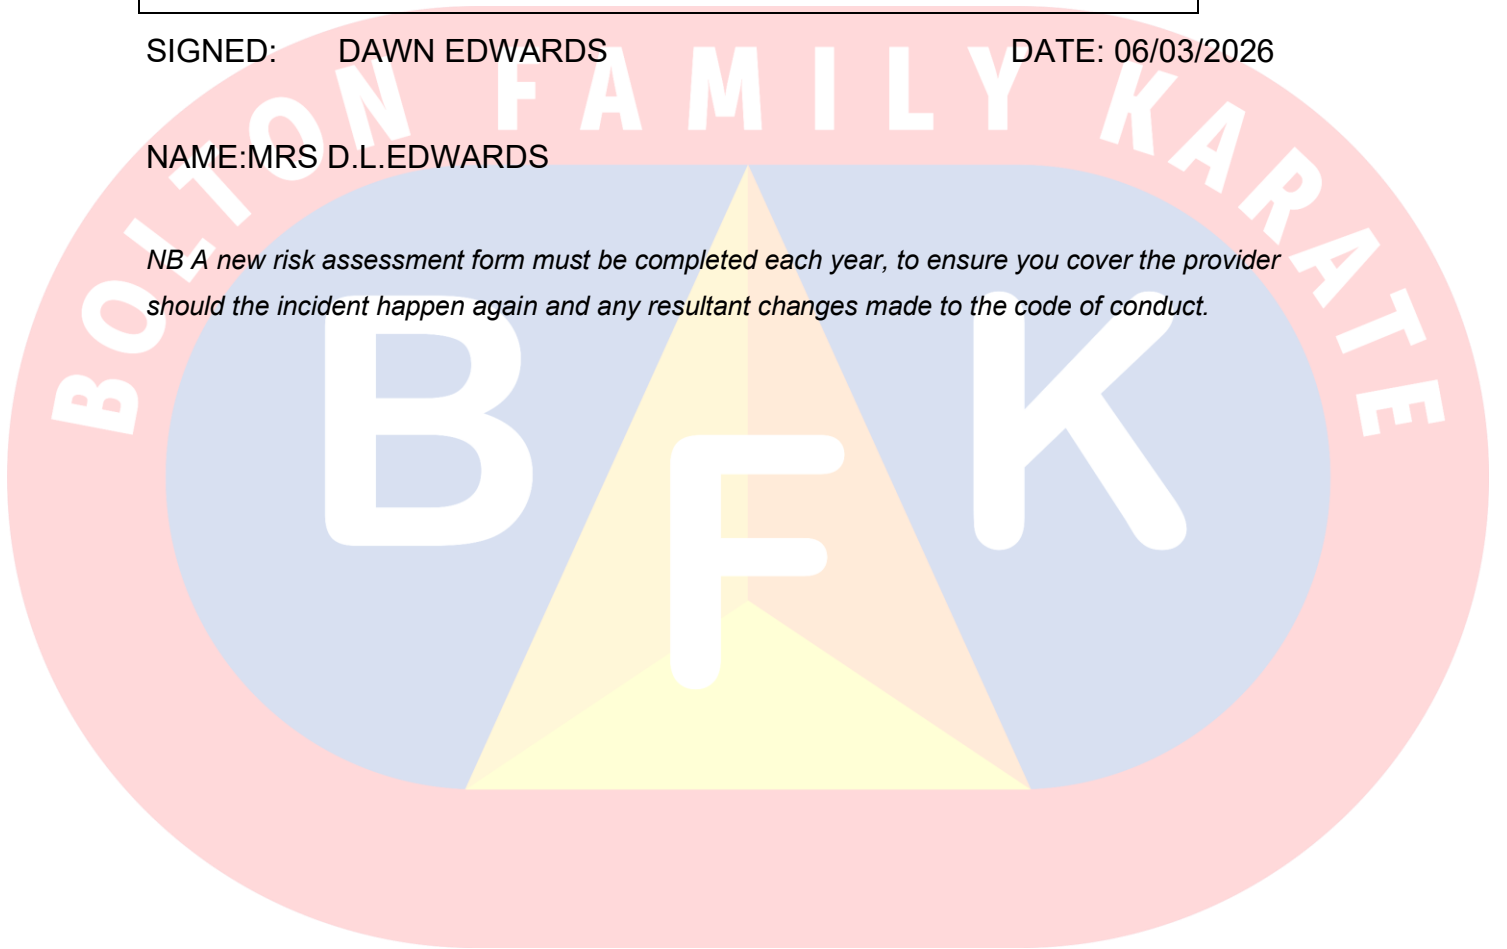 SIGNED: DAWN EDWARDS DATE: 06/03/2026
NAME:MRS D.L.EDWARDS
NB A new risk assessment form must be completed each year, to ensure you cover the provider
should the incident happen again and any resultant changes made to the code of conduct.
BOLTON FAMILY KARATE
B F K